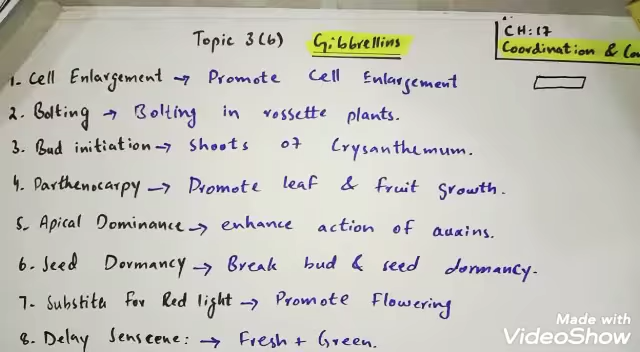 CH:17
Topic 3(b) Gibbrellins
Coordination & Co
1- Cell Enlargement → Promote Cell Enlargement
2. Bolting → Bolting in rossette plants.
3. Bud initiation → Shoots of Crysanthemum.
4. Parthenocarpy → Promote leaf & fruit growth.
5- Apical Dominance → enhance action of auxins.
6- Seed Dormancy → Break bud & seed dormancy.
7- Substitu for Red light → Promote Flowering
8. Delay Senscene: → Fresh + Green.
Made with
VideoShow